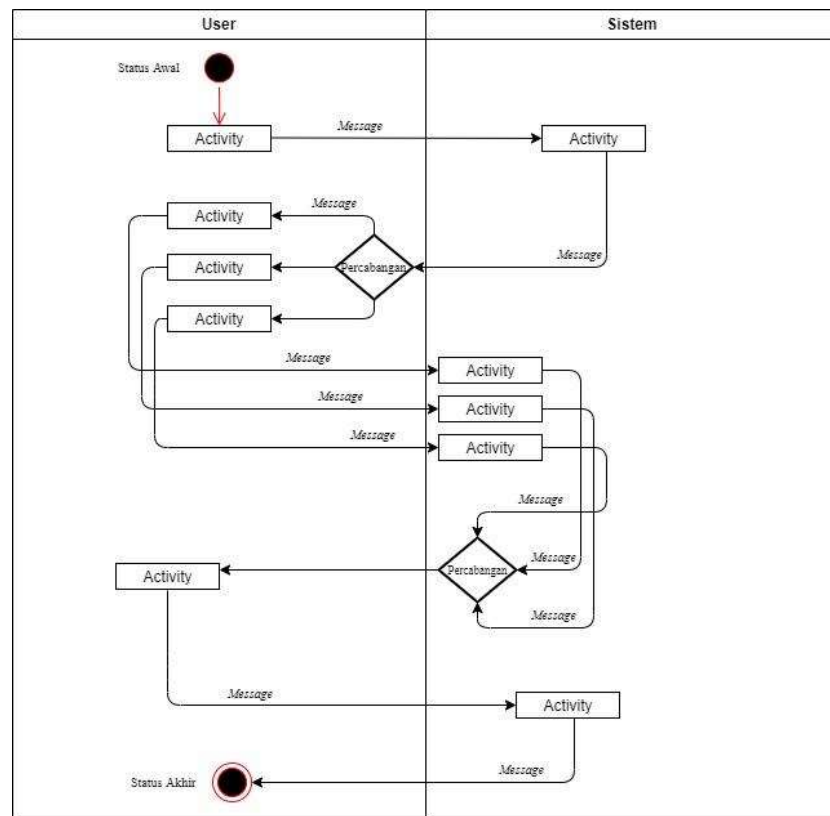 User
Sistem
Status Awal
Activity
Message
Activity
Message
Activity
Activity
Percabangan
Message
Activity
Message
Activity
Message
Activity
Message
Activity
Message
Message
Percabangan
Activity
Message
Message
Activity
Status Akhir
Message